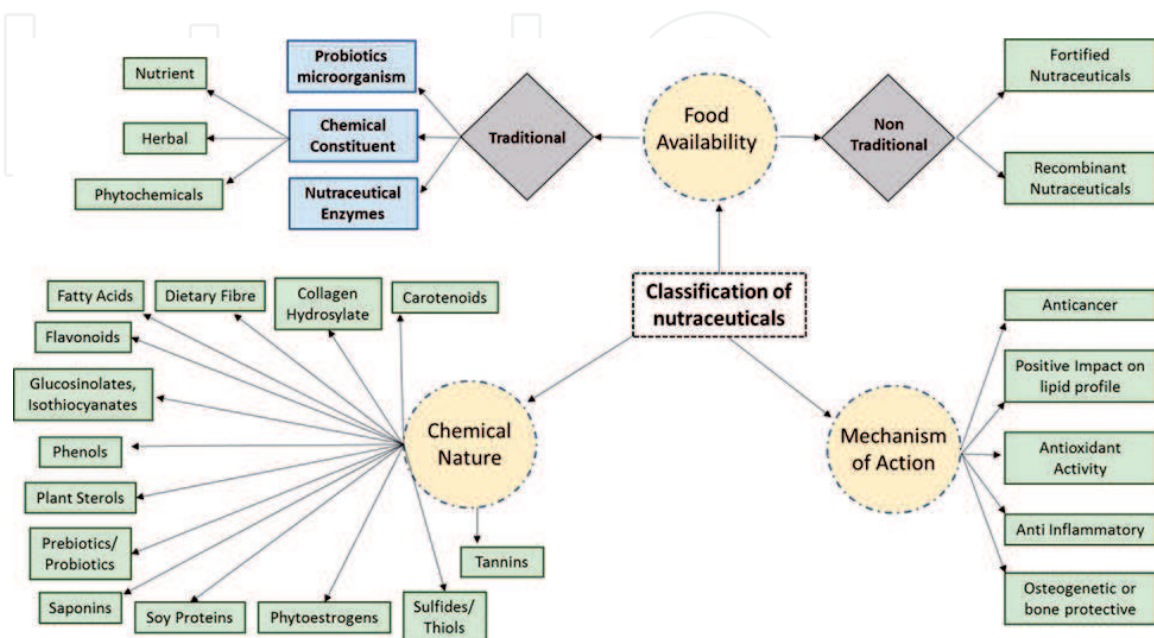 Probiotics
microorganism
Nutrient
Herbal
Phytochemicals
Chemical
Constituent
Nutraceutical
Enzymes
Traditional
Food
Availability
Non
Traditional
Fortified
Nutraceuticals
Recombinant
Nutraceuticals
Classification of
nutraceuticals
Fatty Acids
Dietary Fibre
Collagen
Hydrosylate
Carotenoids
Flavonoids
Glucosinolates,
Isothiocyanates
Phenols
Plant Sterols
Prebiotics/
Probiotics
Saponins
Soy Proteins
Phytoestrogens
Sulfides/
Thiols
Tannins
Chemical
Nature
Mechanism
of Action
Anticancer
Positive Impact on
lipid profile
Antioxidant
Activity
Anti Inflammatory
Osteogenetic or
bone protective